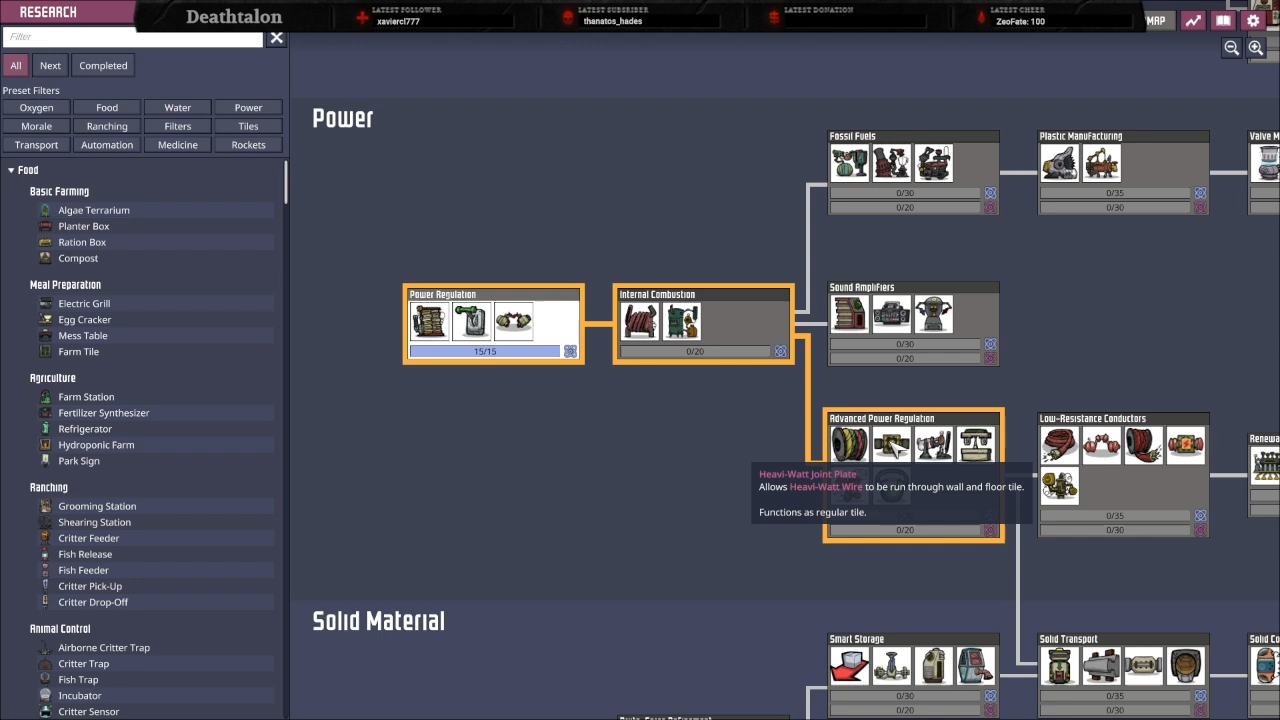 RESEARCH
Deathtalon
LATEST FOLLOWER
xavierci777
LATEST SUBSRIBER
thanatos_hades
LATEST DONATION
LATEST CHEER
ZeoFate: 100
MAP
Filter
All
Next
Completed
Preset Filters
Oxygen
Food
Water
Power
Morale
Ranching
Filters
Tiles
Transport
Automation
Medicine
Rockets
Food
Basic Farming
Algae Terrarium
Planter Box
Ration Box
Compost
Meal Preparation
Electric Grill
Egg Cracker
Mess Table
Farm Tile
Agriculture
Farm Station
Fertilizer Synthesizer
Refrigerator
Hydroponic Farm
Park Sign
Ranching
Grooming Station
Shearing Station
Critter Feeder
Fish Release
Fish Feeder
Critter Pick-Up
Critter Drop-Off
Animal Control
Airborne Critter Trap
Critter Trap
Fish Trap
Incubator
Critter Sensor
Power
Fossil Fuels
0/30
0/20
Plastic Manufacturing
0/35
0/30
Valve M
Power Regulation
15/15
Internal Combustion
0/20
Sound Amplifiers
0/30
0/20
Advanced Power Regulation
0/20
Heavi-Watt Joint Plate
Allows Heavi-Watt Wire to be run through wall and floor tile.
Functions as regular tile.
Low-Resistance Conductors
0/35
0/30
Renewa
Solid Material
Smart Storage
0/30
0/20
Solid Transport
0/35
0/30
Solid Co